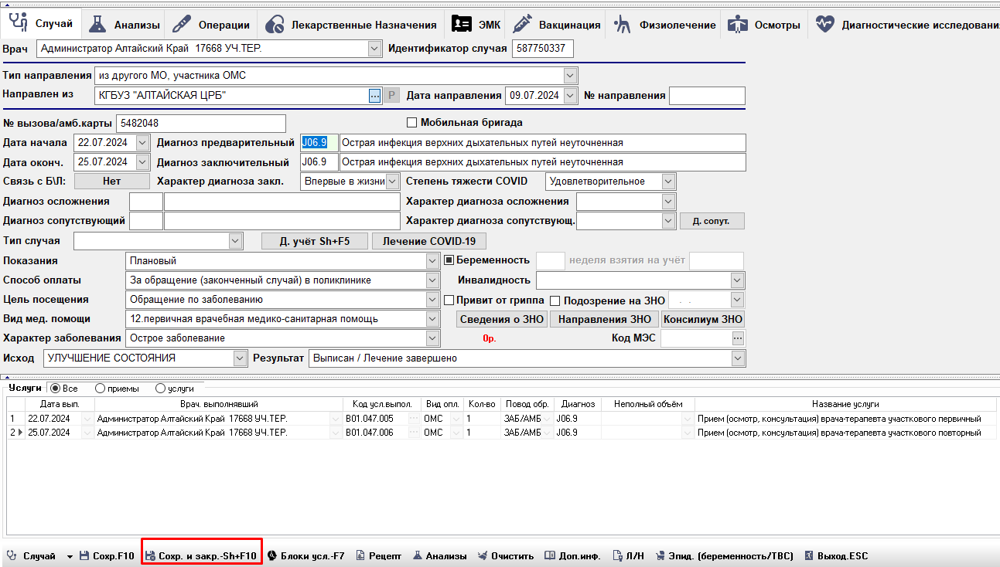 Случай Анализы Операции Лекарственные Назначения ЭМК Вакцинация Физиолечение Осмотры Диагностические исследовани
Врач Администратор Алтайский Край 17668 УЧ.ТЕР. Идентификатор случая 587750337
Тип направления из другого МО, участника ОМС
Направлен из КГБУЗ "АЛТАЙСКАЯ ЦРБ" ... Р Дата направления 09.07.2024 № направления
№ вызова/амб.карты 5482048 Мобильная бригада
Дата начала 22.07.2024 Диагноз предварительный J06.9 Острая инфекция верхних дыхательных путей неуточненная
Дата оконч. 25.07.2024 Диагноз заключительный J06.9 Острая инфекция верхних дыхательных путей неуточненная
Связь с Б\Л: Нет Характер диагноза закл. Впервые в жизни Степень тяжести COVID Удовлетворительное
Диагноз осложнения Характер диагноза осложнения
Диагноз сопутствующий Характер диагноза сопутствующ. Д. сопут.
Тип случая Д. учёт Sh+F5 Лечение COVID-19
Показания Плановый Беременность неделя взятия на учёт
Способ оплаты За обращение (законченный случай) в поликлинике Инвалидность
Цель посещения Обращение по заболеванию Привит от гриппа Подозрение на ЗНО . .
Вид мед. помощи 12.первичная врачебная медико-санитарная помощь Сведения о ЗНО Направления ЗНО Консилиум ЗНО
Характер заболевания Острое заболевание 0р. Код МЭС ...
Исход УЛУЧШЕНИЕ СОСТОЯНИЯ Результат Выписан / Лечение завершено
Услуги Все приемы услуги
Дата вып. Врач. выполнявший Код усл.выпол. Вид опл. Кол-во Повод обр. Диагноз Неполный объём Название услуги
1 22.07.2024 Администратор Алтайский Край 17668 УЧ.ТЕР. B01.047.005 ... ОМС 1 ЗАБ/АМБ J06.9 Прием (осмотр, консультация) врача-терапевта участкового первичный
2 25.07.2024 Администратор Алтайский Край 17668 УЧ.ТЕР. B01.047.006 ... ОМС 1 ЗАБ/АМБ J06.9 Прием (осмотр, консультация) врача-терапевта участкового повторный
Случай Сохр.F10 Сохр. и закр.-Sh+F10 Блоки усл.-F7 Рецепт Анализы Очистить Доп.инф. Л/Н Эпид. (беременность/ТВС) Выход.ESC